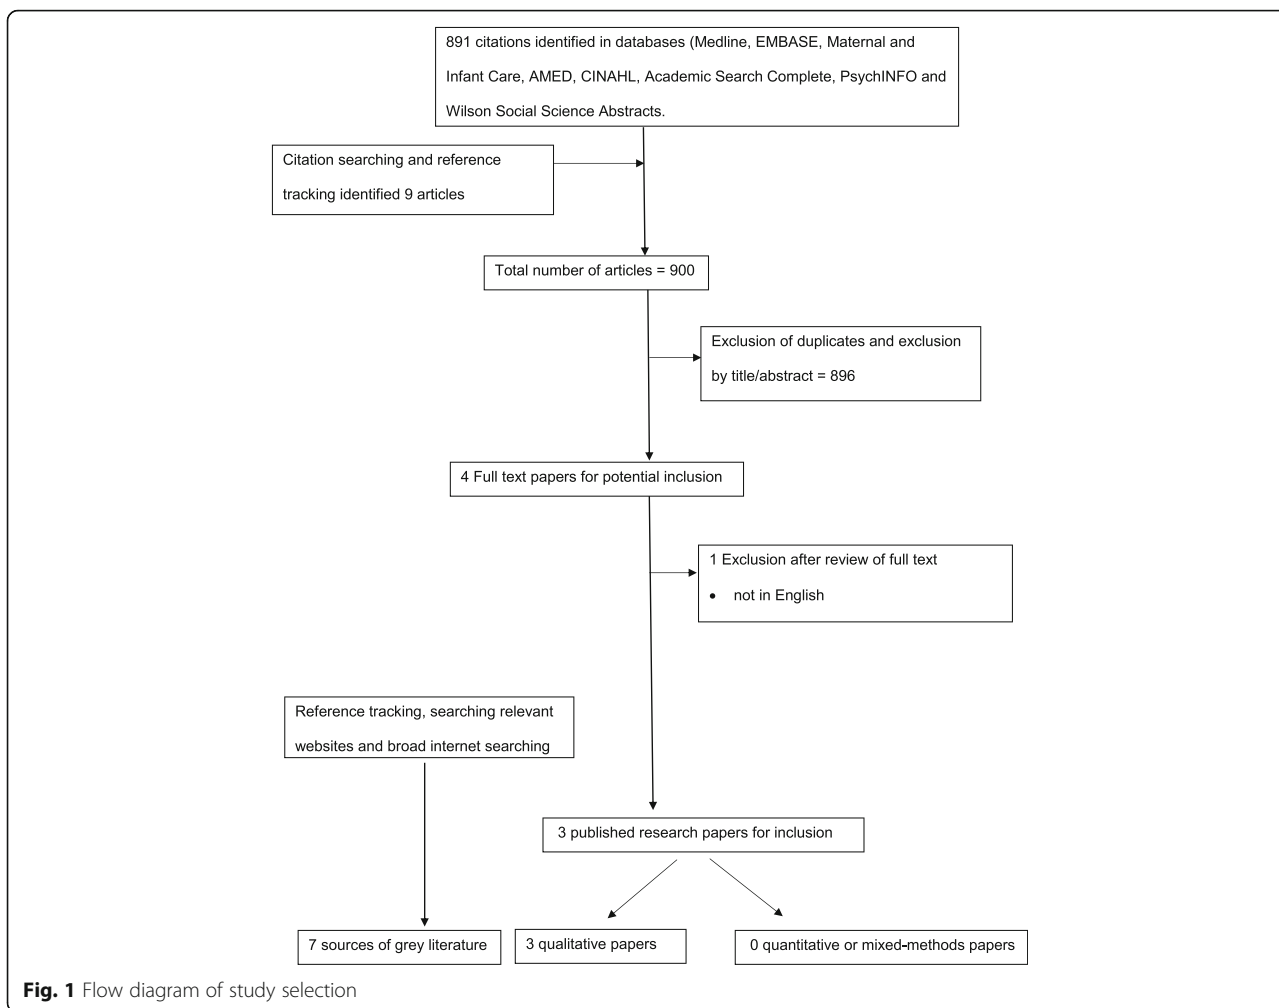 891 citations identified in databases (Medline, EMBASE, Maternal and
Infant Care, AMED, CINAHL, Academic Search Complete, PsychINFO and
Wilson Social Science Abstracts.
Citation searching and reference
tracking identified 9 articles
Total number of articles = 900
Exclusion of duplicates and exclusion
by title/abstract = 896
4 Full text papers for potential inclusion
1 Exclusion after review of full text
• not in English
Reference tracking, searching relevant
websites and broad internet searching
3 published research papers for inclusion
7 sources of grey literature
3 qualitative papers
0 quantitative or mixed-methods papers
Fig. 1 Flow diagram of study selection